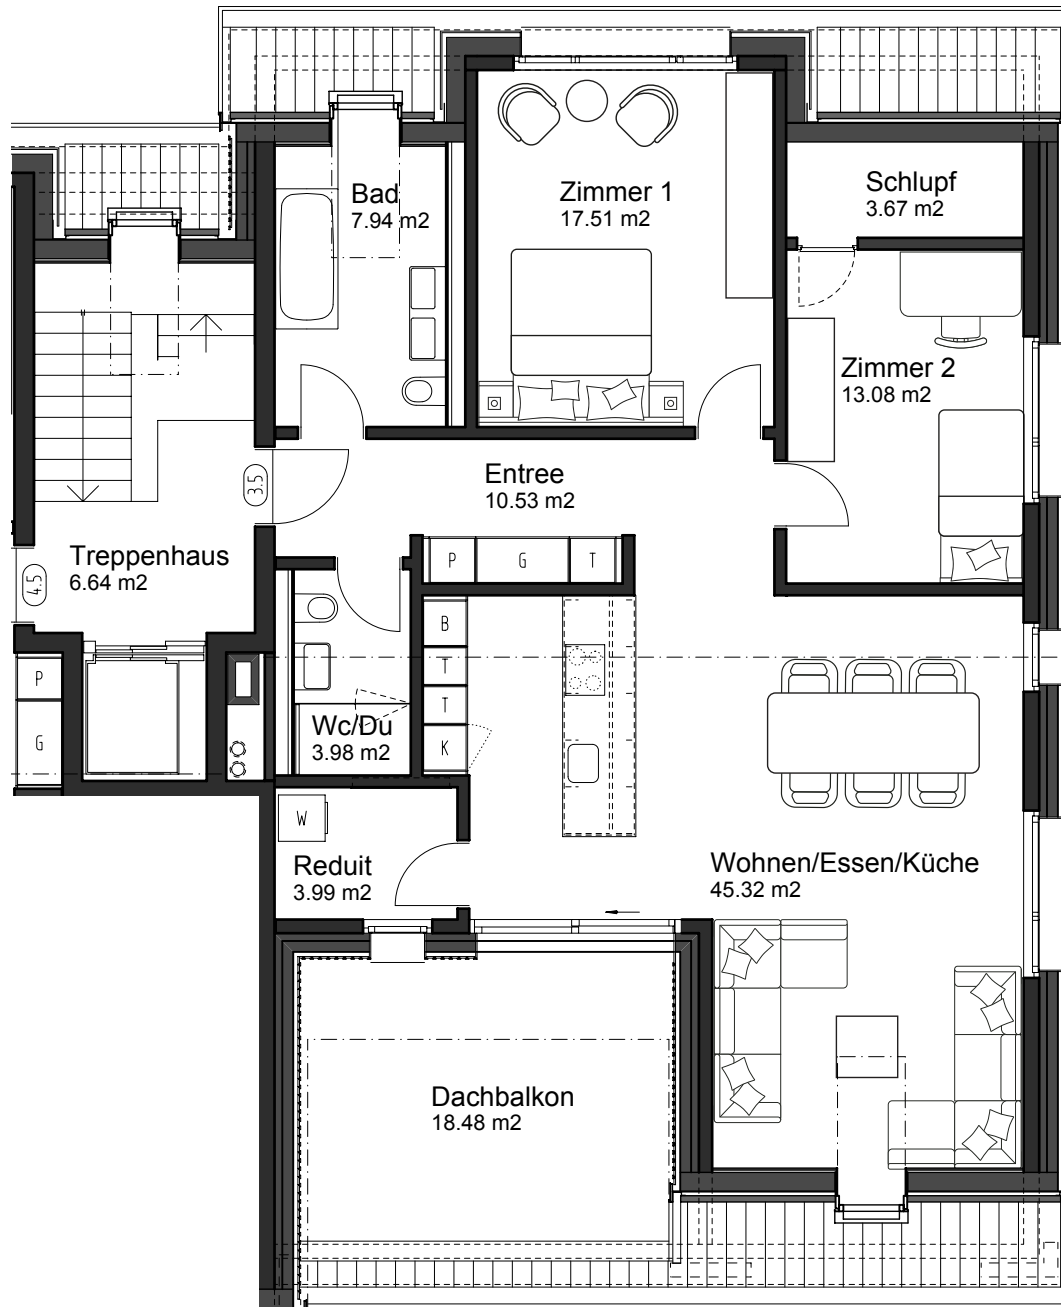 Bad
7.94 m2
Zimmer 1
17.51 m2
Schlupf
3.67 m2
Zimmer 2
13.08 m2
Entree
10.53 m2
3.5
Treppenhaus
6.64 m2
4.5
P
G
T
B
T
T
K
P
G
Wc/Du
3.98 m2
W
Reduit
3.99 m2
Wohnen/Essen/Küche
45.32 m2
Dachbalkon
18.48 m2